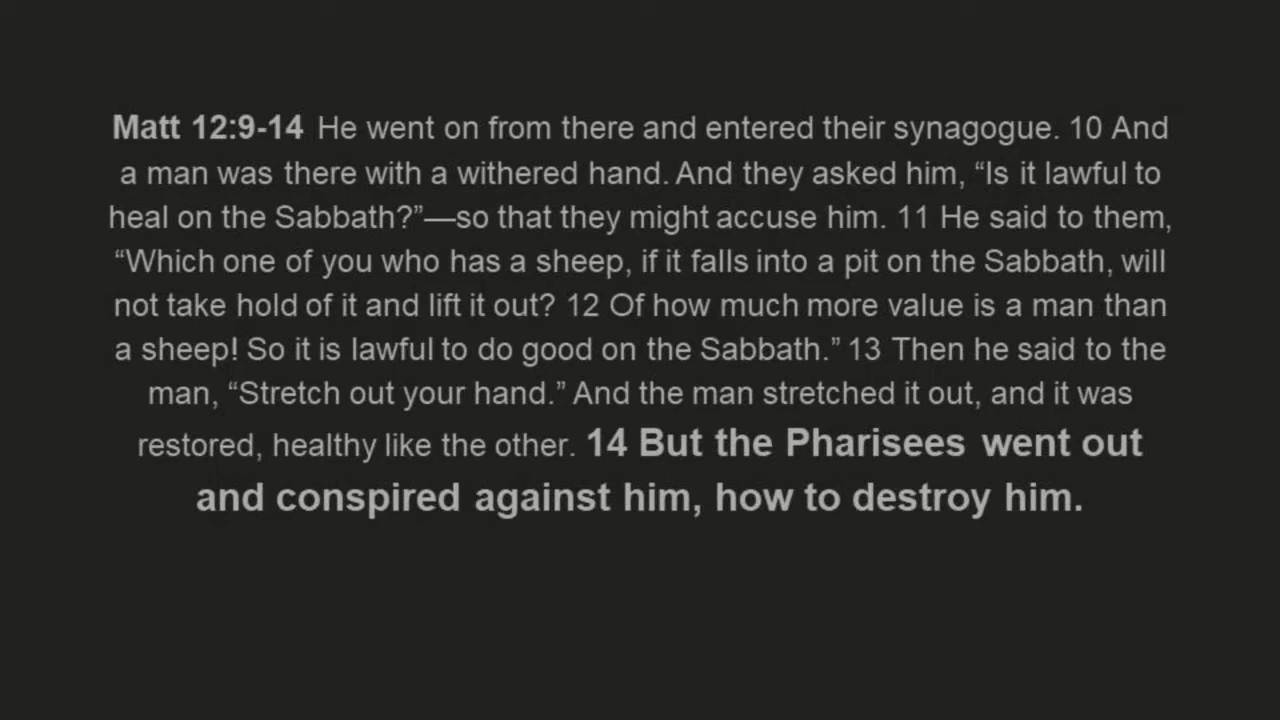 Matt 12:9-14 He went on from there and entered their synagogue. 10 And
a man was there with a withered hand. And they asked him, “Is it lawful to
heal on the Sabbath?”—so that they might accuse him. 11 He said to them,
“Which one of you who has a sheep, if it falls into a pit on the Sabbath, will
not take hold of it and lift it out? 12 Of how much more value is a man than
a sheep! So it is lawful to do good on the Sabbath.” 13 Then he said to the
man, “Stretch out your hand.” And the man stretched it out, and it was
restored, healthy like the other. 14 But the Pharisees went out
and conspired against him, how to destroy him.